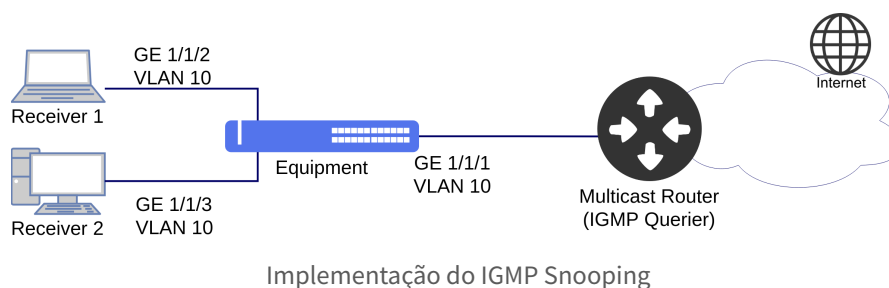 GE 1/1/2
VLAN 10
Receiver 1
Internet
Equipment
GE 1/1/1
VLAN 10
Multicast Router
(IGMP Querier)
GE 1/1/3
VLAN 10
Receiver 2
Implementação do IGMP Snooping